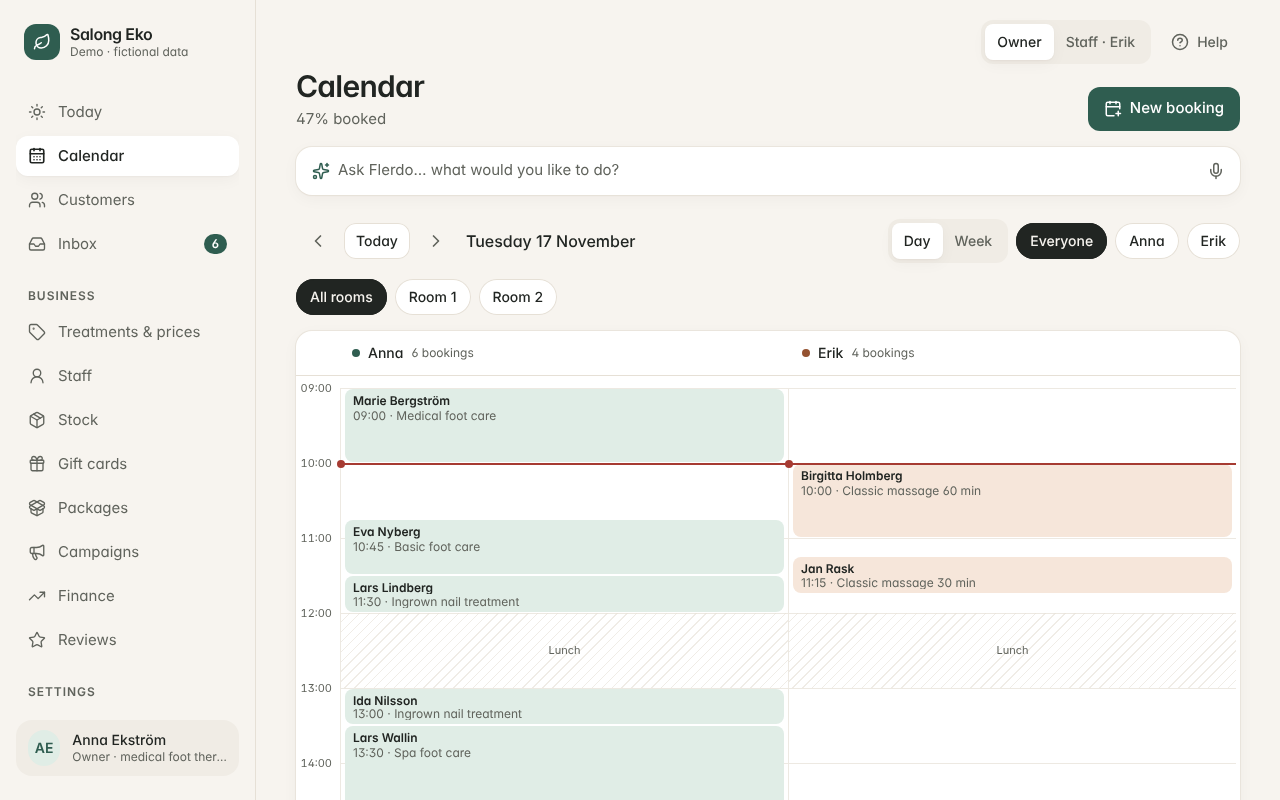 Salong Eko
Demo · fictional data
Today
Calendar
Customers
Inbox
6
BUSINESS
Treatments & prices
Staff
Stock
Gift cards
Packages
Campaigns
Finance
Reviews
SETTINGS
AE
Anna Ekström
Owner · medical foot ther...
Owner
Staff · Erik
Help
Calendar
47% booked
New booking
Ask Flerdo... what would you like to do?
Today
Tuesday 17 November
Day
Week
Everyone
Anna
Erik
All rooms
Room 1
Room 2
Anna 6 bookings
Erik 4 bookings
09:00
Marie Bergström
09:00 · Medical foot care
10:00
Birgitta Holmberg
10:00 · Classic massage 60 min
Eva Nyberg
10:45 · Basic foot care
11:00
Jan Rask
11:15 · Classic massage 30 min
Lars Lindberg
11:30 · Ingrown nail treatment
12:00
Lunch
Lunch
13:00
Ida Nilsson
13:00 · Ingrown nail treatment
Lars Wallin
13:30 · Spa foot care
14:00